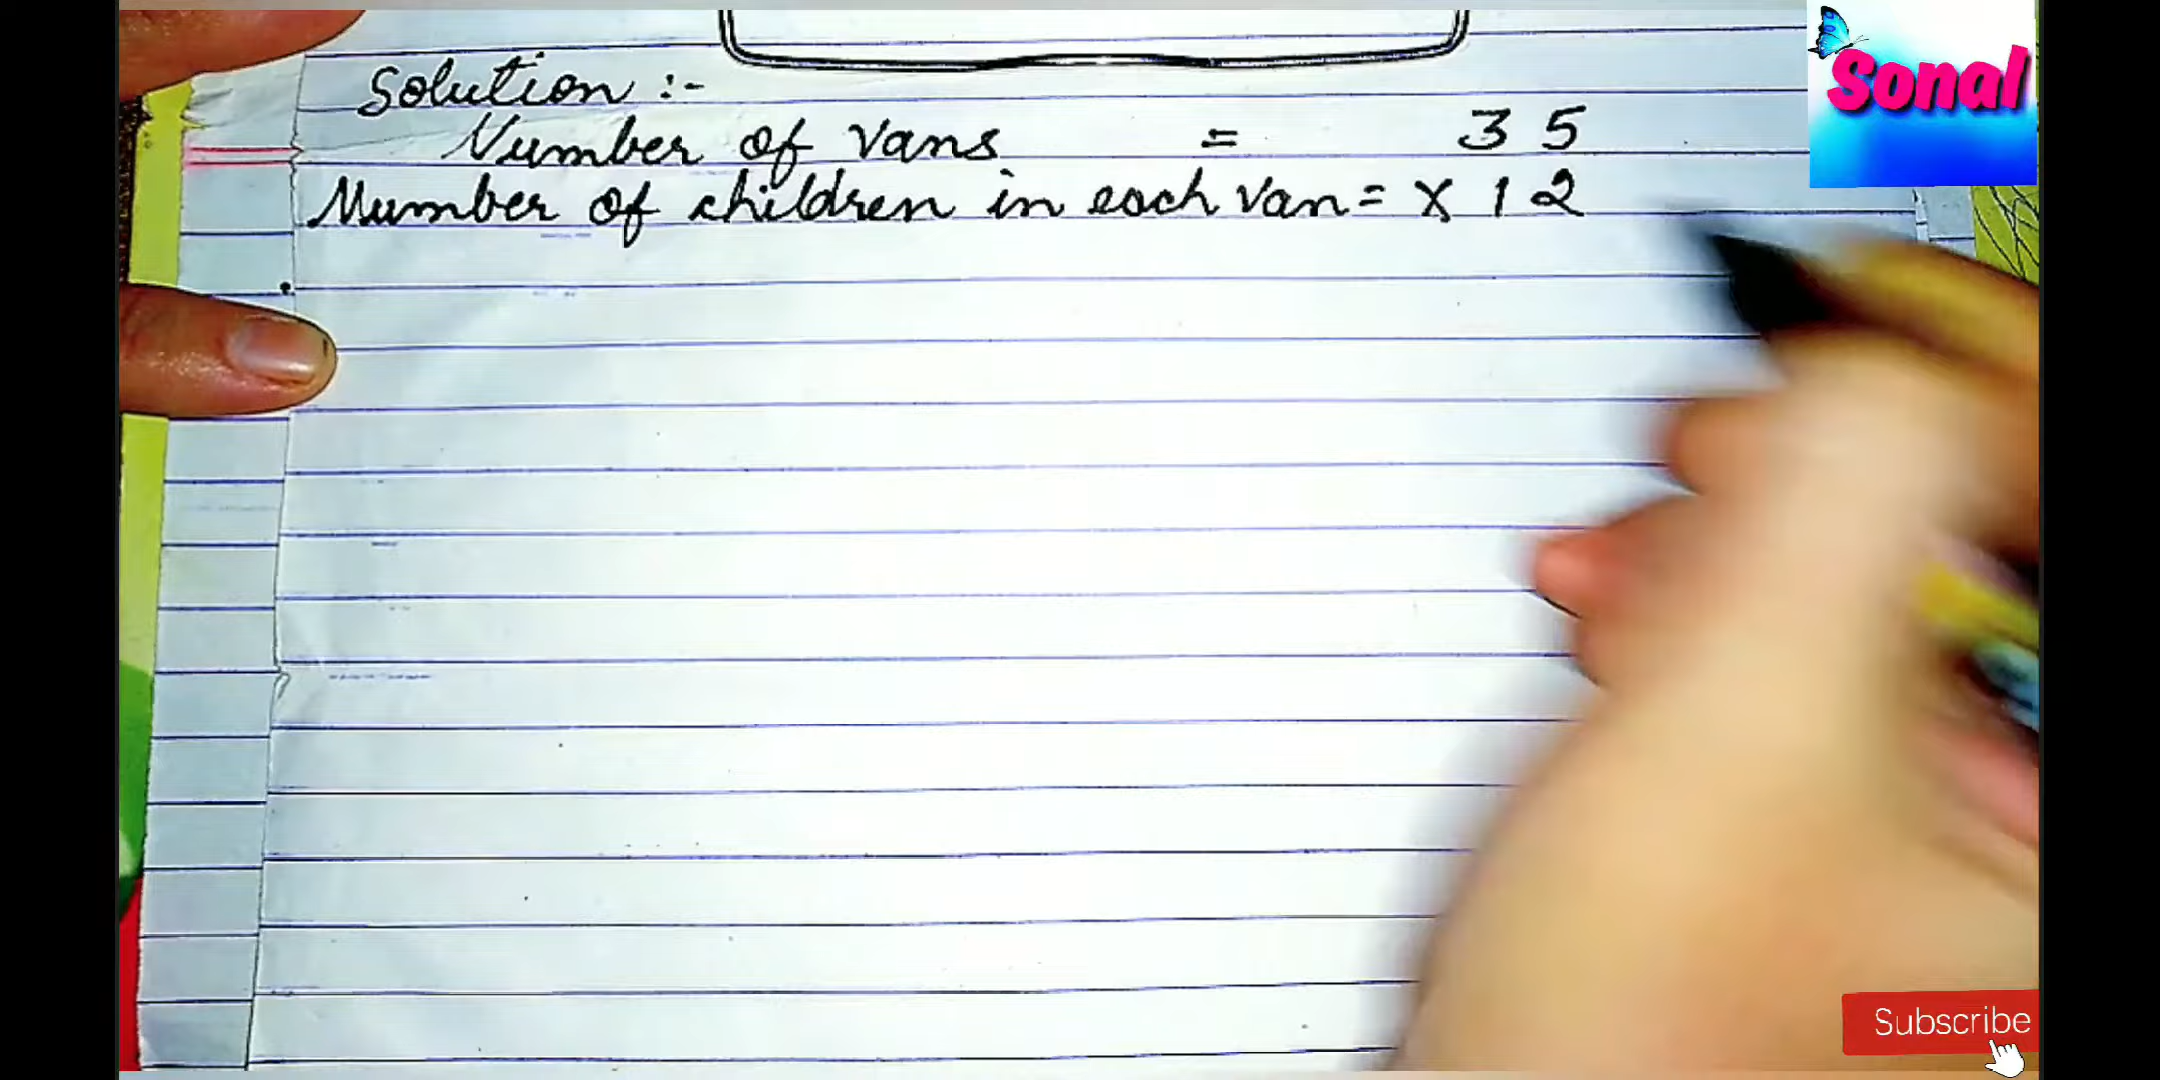 Solution :-
Number of vans = 35
Number of children in each van = x 12
Sonal
Subscribe